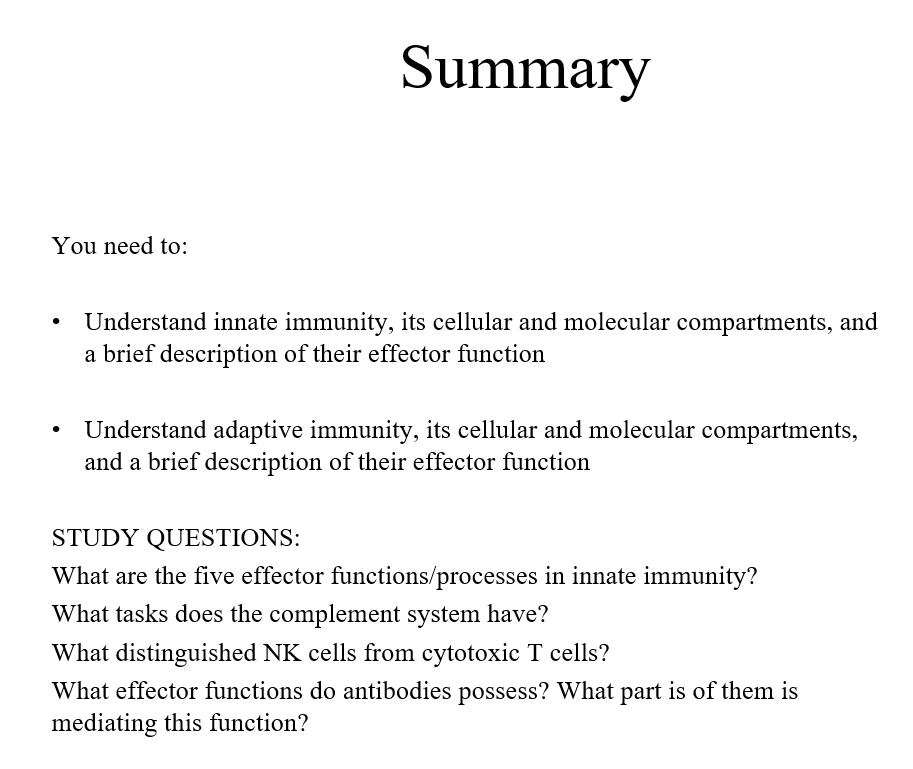 Summary
You need to:
• Understand innate immunity, its cellular and molecular compartments, and
a brief description of their effector function
• Understand adaptive immunity, its cellular and molecular compartments,
and a brief description of their effector function
STUDY QUESTIONS:
What are the five effector functions/processes in innate immunity?
What tasks does the complement system have?
What distinguished NK cells from cytotoxic T cells?
What effector functions do antibodies possess? What part is of them is
mediating this function?